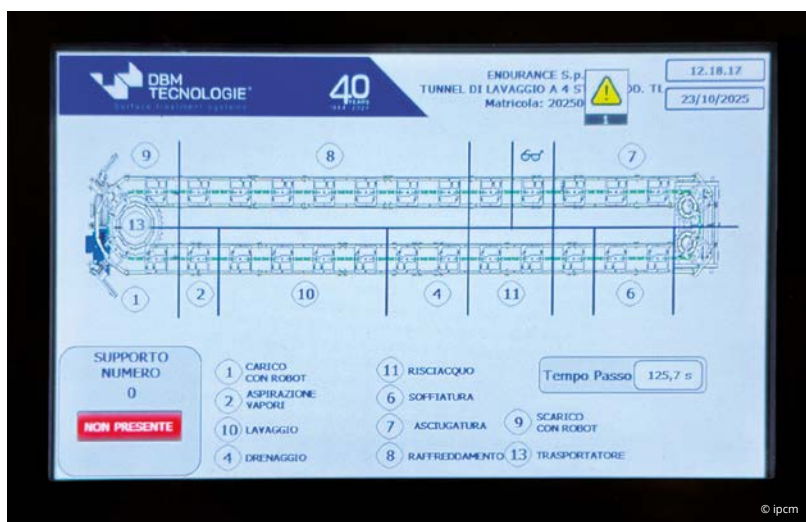 DBM
TECNOLOGIE
Surface treatment systems
40
YEARS
ENDURANCE S.p.
TUNNEL DI LAVAGGIO A 4 ST OD. TL
Matricola: 20250
1
12.18.17
23/10/2025
9
8
7
13
1
2
10
4
11
6
SUPPORTO
NUMERO
0
NON PRESENTE
1 CARICO
CON ROBOT
2 ASPIRAZIONE
VAPORI
10 LAVAGGIO
4 DRENAGGIO
11 RISCIACQUO
6 SOFFIATURA
7 ASCIUGATURA
8 RAFFREDDAMENTO
9 SCARICO
CON ROBOT
13 TRASPORTATORE
Tempo Passo 125,7 s
© ipcm